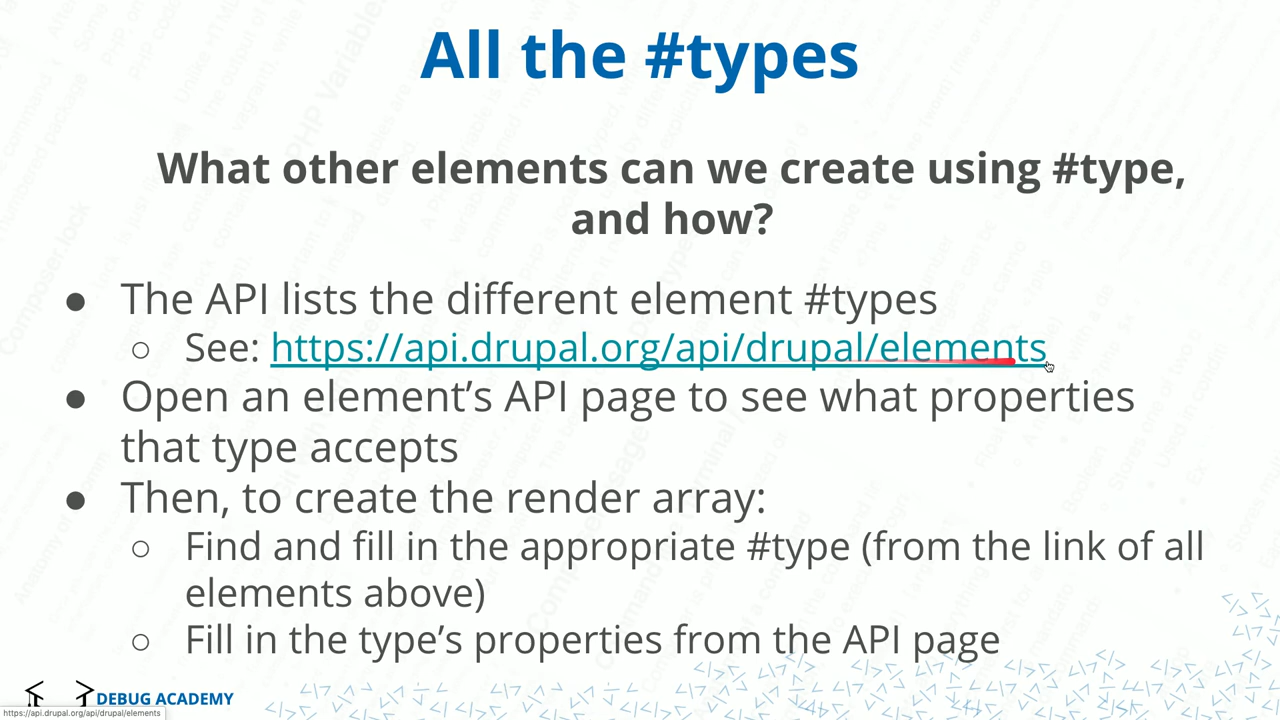 All the #types
What other elements can we create using #type,
and how?
● The API lists the different element #types
○ See: https://api.drupal.org/api/drupal/elements
● Open an element’s API page to see what properties
that type accepts
● Then, to create the render array:
○ Find and fill in the appropriate #type (from the link of all
elements above)
○ Fill in the type’s properties from the API page
DEBUG ACADEMY
https://api.drupal.org/api/drupal/elements